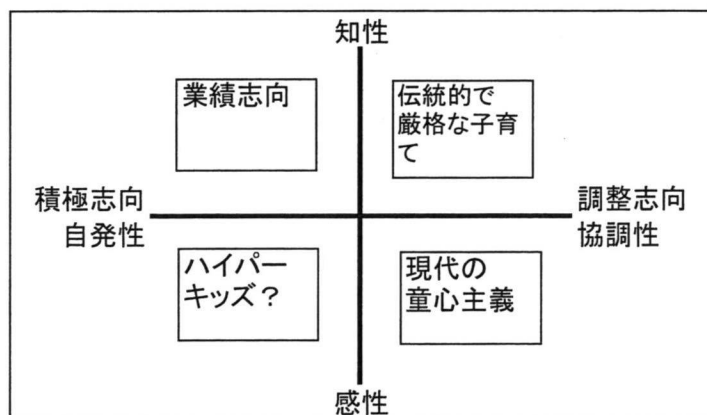 知性
業績志向
伝統的で
厳格な子育
て
積極志向
自発性
調整志向
協調性
ハイパー
キッズ？
現代の
童心主義
感性